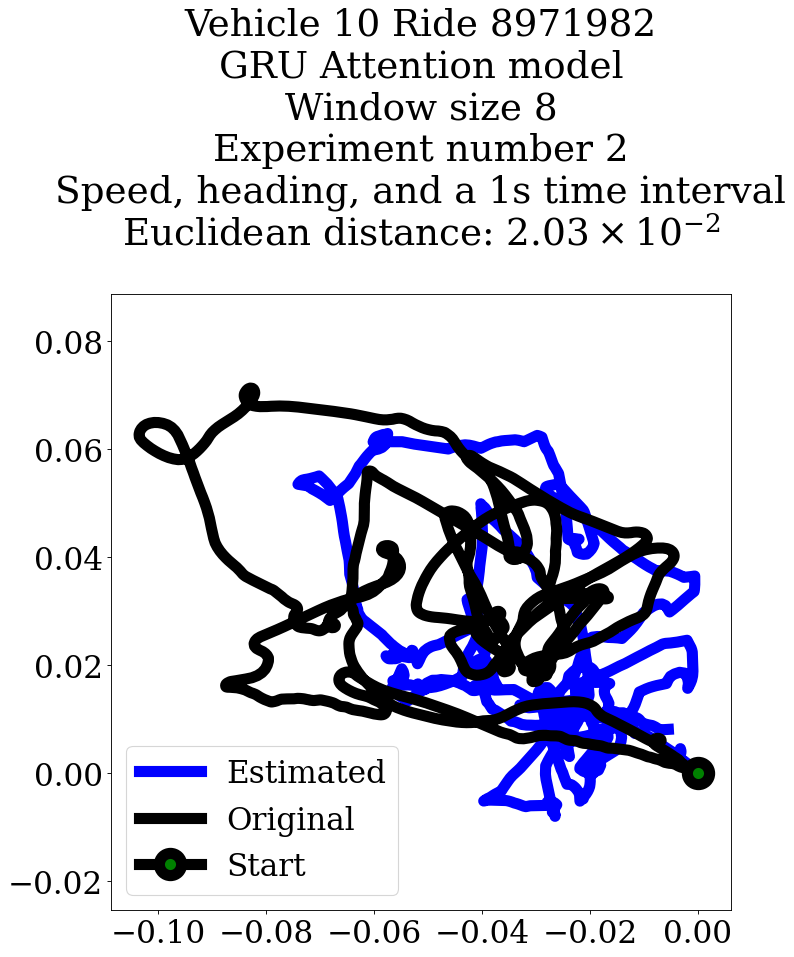 Vehicle 10 Ride 8971982
GRU Attention model
Window size 8
Experiment number 2
Speed, heading, and a 1s time interval
Euclidean distance: 2.03 × 10⁻²
0.08
0.06
0.04
0.02
0.00
−0.02
Estimated
Original
Start
−0.10 −0.08 −0.06 −0.04 −0.02 0.00